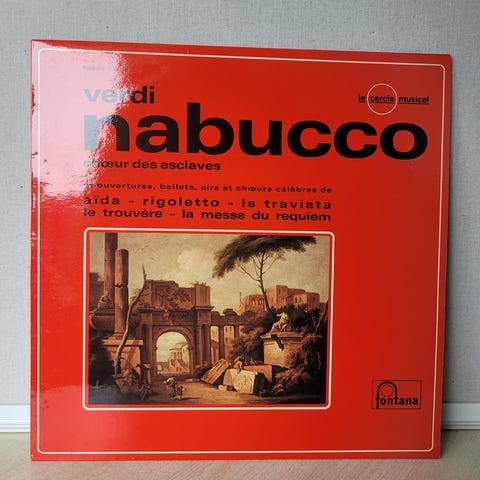 verdi
le cercle musical
nabucco
chœur des esclaves
ouvertures, ballets, airs et chœurs célèbres de
aïda - rigoletto - la traviata
le trouvère - la messe du requiem
fontana